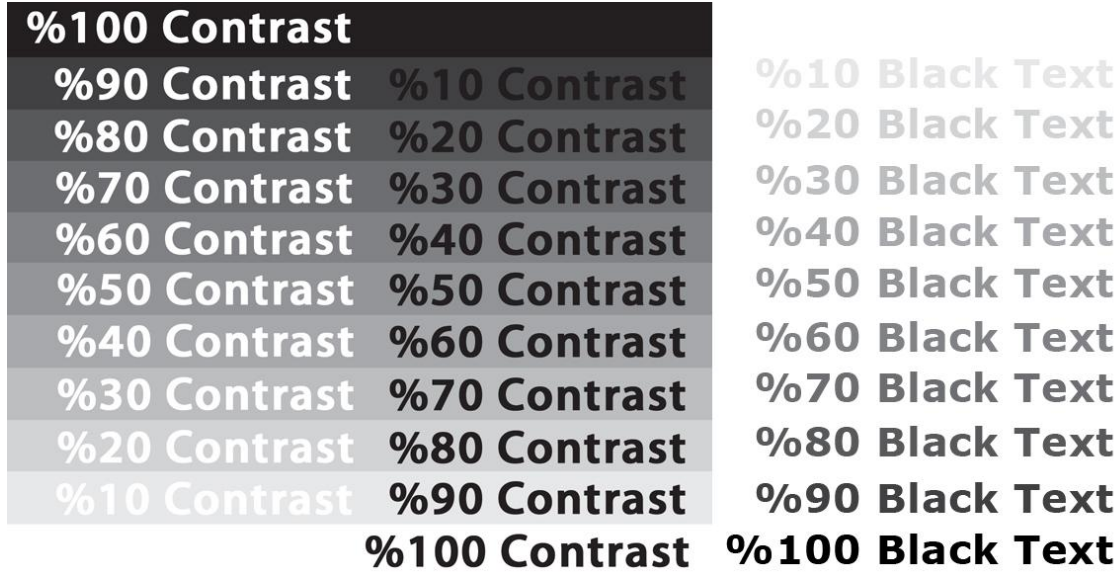 %100 Contrast
%90 Contrast %10 Contrast %10 Black Text
%80 Contrast %20 Contrast %20 Black Text
%70 Contrast %30 Contrast %30 Black Text
%60 Contrast %40 Contrast %40 Black Text
%50 Contrast %50 Contrast %50 Black Text
%40 Contrast %60 Contrast %60 Black Text
%30 Contrast %70 Contrast %70 Black Text
%20 Contrast %80 Contrast %80 Black Text
%10 Contrast %90 Contrast %90 Black Text
%100 Contrast %100 Black Text